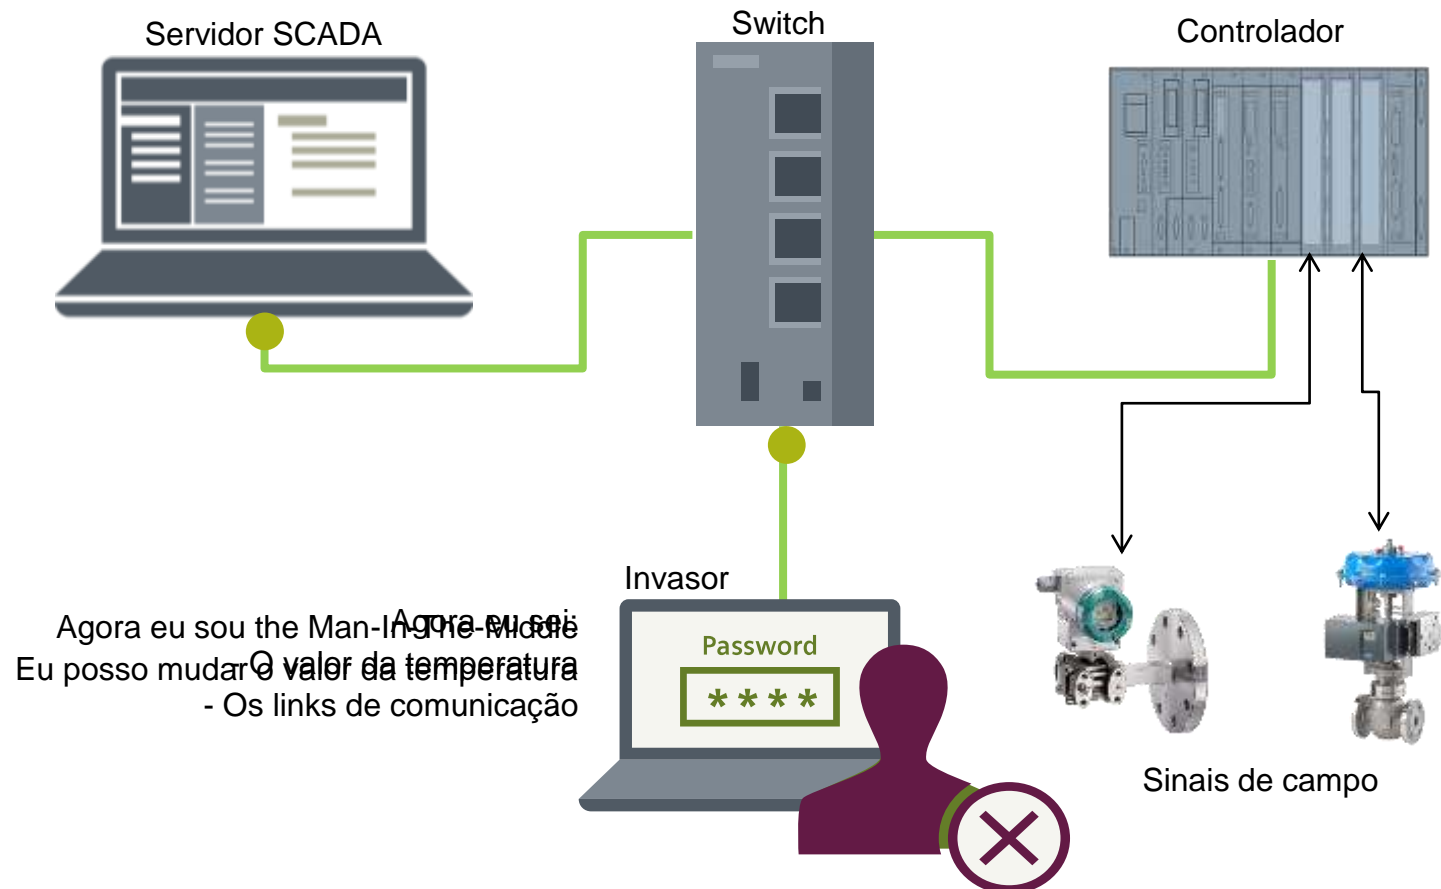 Servidor SCADA
Switch
Controlador
Invasor
Agora eu sei:
- O valor da temperatura
- Os links de comunicação
Agora eu sou the Man-In-The-Middle
Eu posso mudar o valor da temperatura
Password
****
Sinais de campo